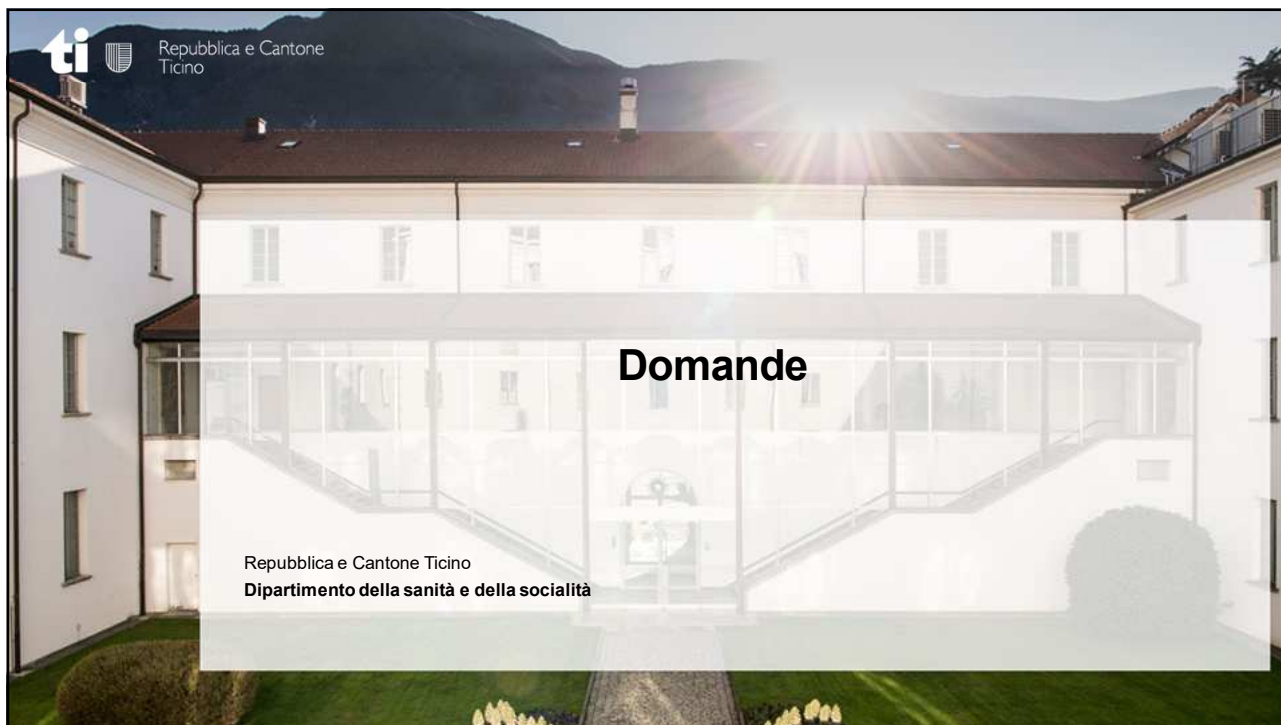 ti
Repubblica e Cantone
Ticino
Domande
Repubblica e Cantone Ticino
Dipartimento della sanità e della socialità